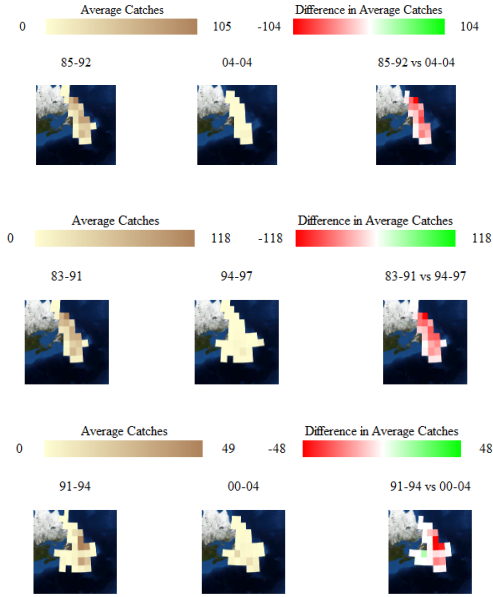 Average Catches Difference in Average Catches
0 105 -104 104
85-92 04-04 85-92 vs 04-04
Average Catches Difference in Average Catches
0 118 -118 118
83-91 94-97 83-91 vs 94-97
Average Catches Difference in Average Catches
0 49 -48 48
91-94 00-04 91-94 vs 00-04